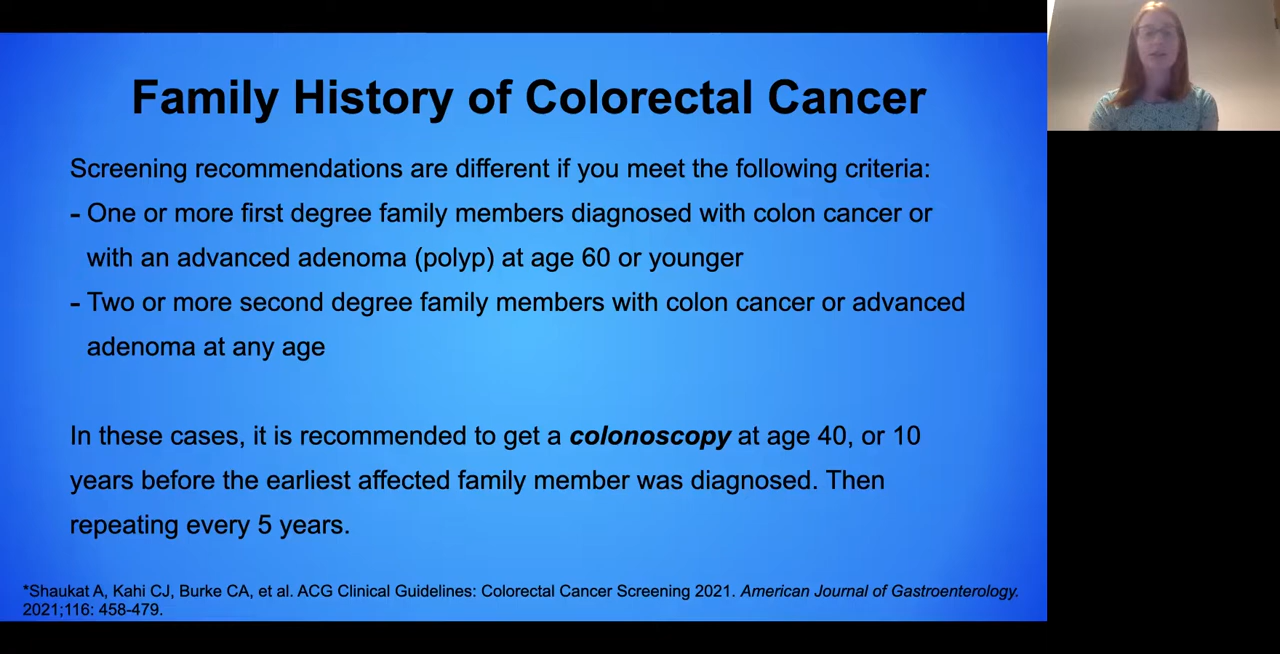 Family History of Colorectal Cancer
Screening recommendations are different if you meet the following criteria:
- One or more first degree family members diagnosed with colon cancer or
with an advanced adenoma (polyp) at age 60 or younger
- Two or more second degree family members with colon cancer or advanced
adenoma at any age
In these cases, it is recommended to get a colonoscopy at age 40, or 10
years before the earliest affected family member was diagnosed. Then
repeating every 5 years.
*Shaukat A, Kahi CJ, Burke CA, et al. ACG Clinical Guidelines: Colorectal Cancer Screening 2021. American Journal of Gastroenterology.
2021;116: 458-479.